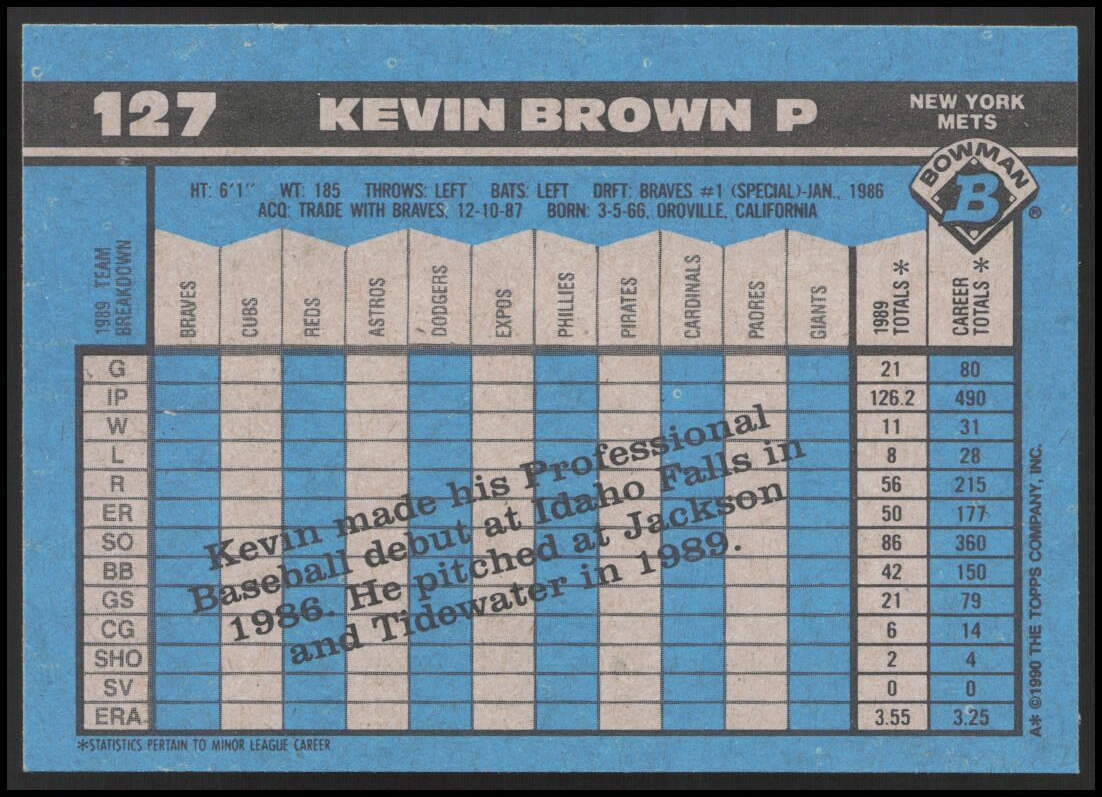 127 KEVIN BROWN P NEW YORK METS
BOWMAN
B
®
HT: 6'1" WT: 185 THROWS: LEFT BATS: LEFT DRFT: BRAVES #1 (SPECIAL)-JAN., 1986
ACQ: TRADE WITH BRAVES, 12-10-87 BORN: 3-5-66, OROVILLE, CALIFORNIA
1989 TEAM BREAKDOWN BRAVES CUBS REDS ASTROS DODGERS EXPOS PHILLIES PIRATES CARDINALS PADRES GIANTS 1989 TOTALS * CAREER TOTALS *
G 21 80
IP 126.2 490
W 11 31
L 8 28
R 56 215
ER 50 177
SO 86 360
BB 42 150
GS 21 79
CG 6 14
SHO 2 4
SV 0 0
ERA 3.55 3.25
Kevin made his Professional
Baseball debut at Idaho Falls in
1986. He pitched at Jackson
and Tidewater in 1989.
*STATISTICS PERTAIN TO MINOR LEAGUE CAREER
A* ©1990 THE TOPPS COMPANY, INC.